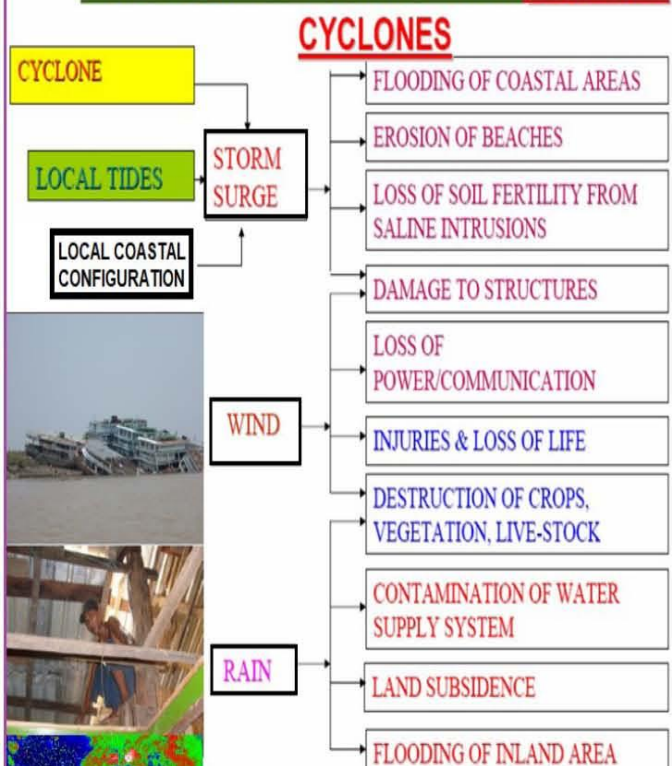 CYCLONES
CYCLONE
LOCAL TIDES
LOCAL COASTAL
CONFIGURATION
STORM
SURGE
FLOODING OF COASTAL AREAS
EROSION OF BEACHES
LOSS OF SOIL FERTILITY FROM
SALINE INTRUSIONS
DAMAGE TO STRUCTURES
WIND
LOSS OF
POWER/COMMUNICATION
INJURIES & LOSS OF LIFE
DESTRUCTION OF CROPS,
VEGETATION, LIVE-STOCK
RAIN
CONTAMINATION OF WATER
SUPPLY SYSTEM
LAND SUBSIDENCE
FLOODING OF INLAND AREA